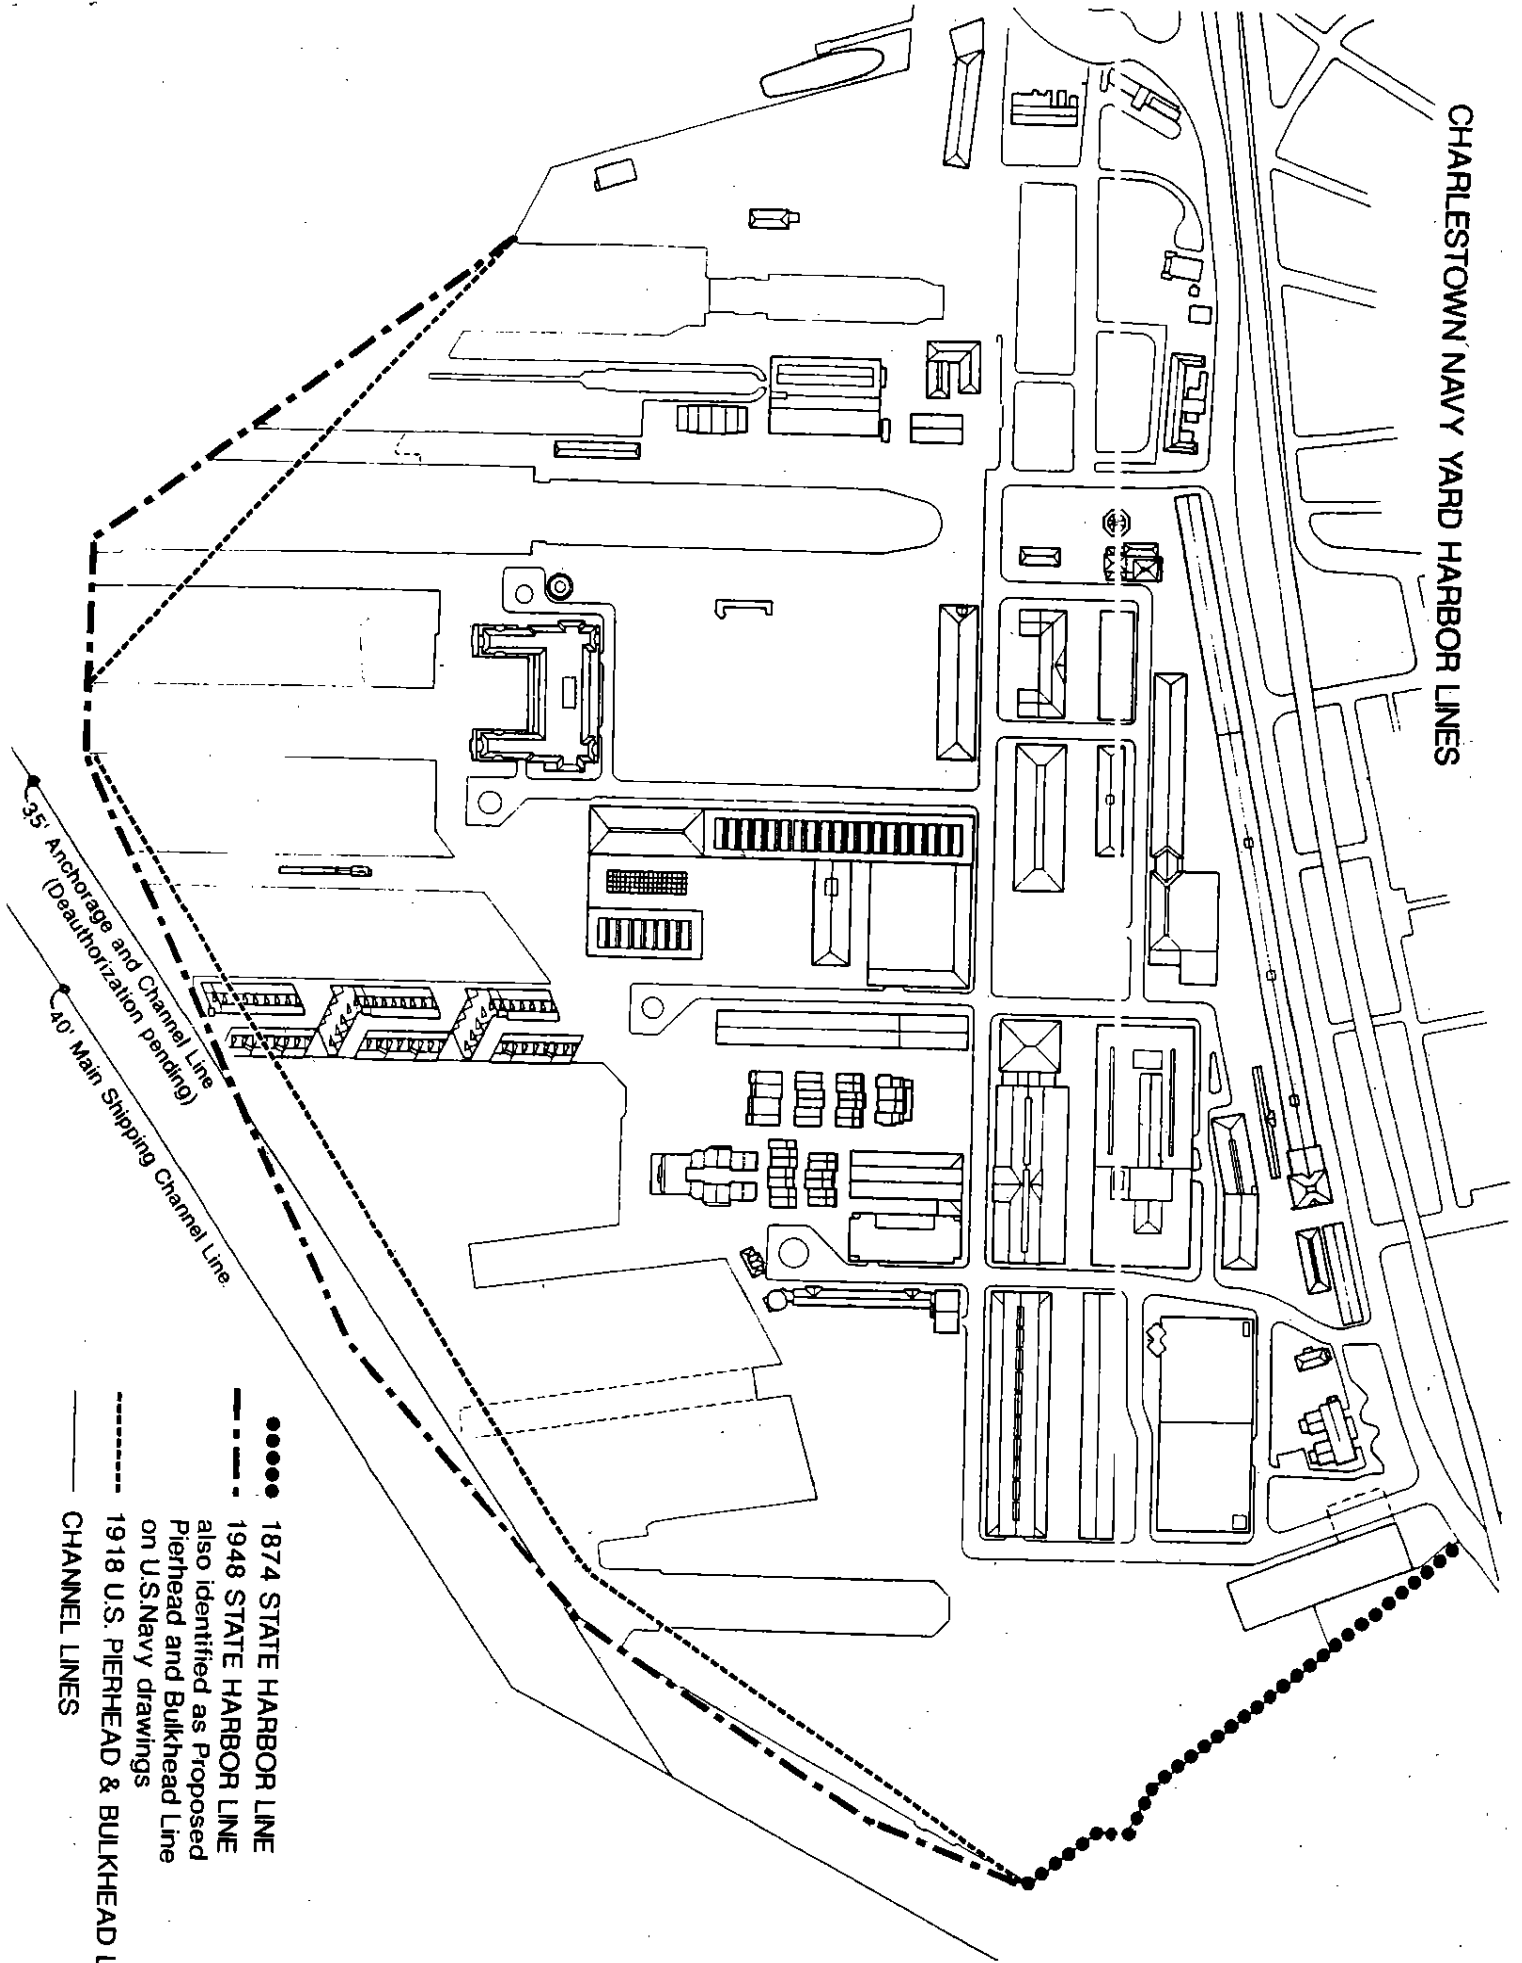 CHARLESTOWN NAVY YARD HARBOR LINES
35' Anchorage and Channel Line
(Deauthorization pending)
40' Main Shipping Channel Line
1874 STATE HARBOR LINE
1948 STATE HARBOR LINE
also identified as Proposed
Pierhead and Bulkhead Line
on U.S.Navy drawings
1918 U.S. PIERHEAD & BULKHEAD L
CHANNEL LINES